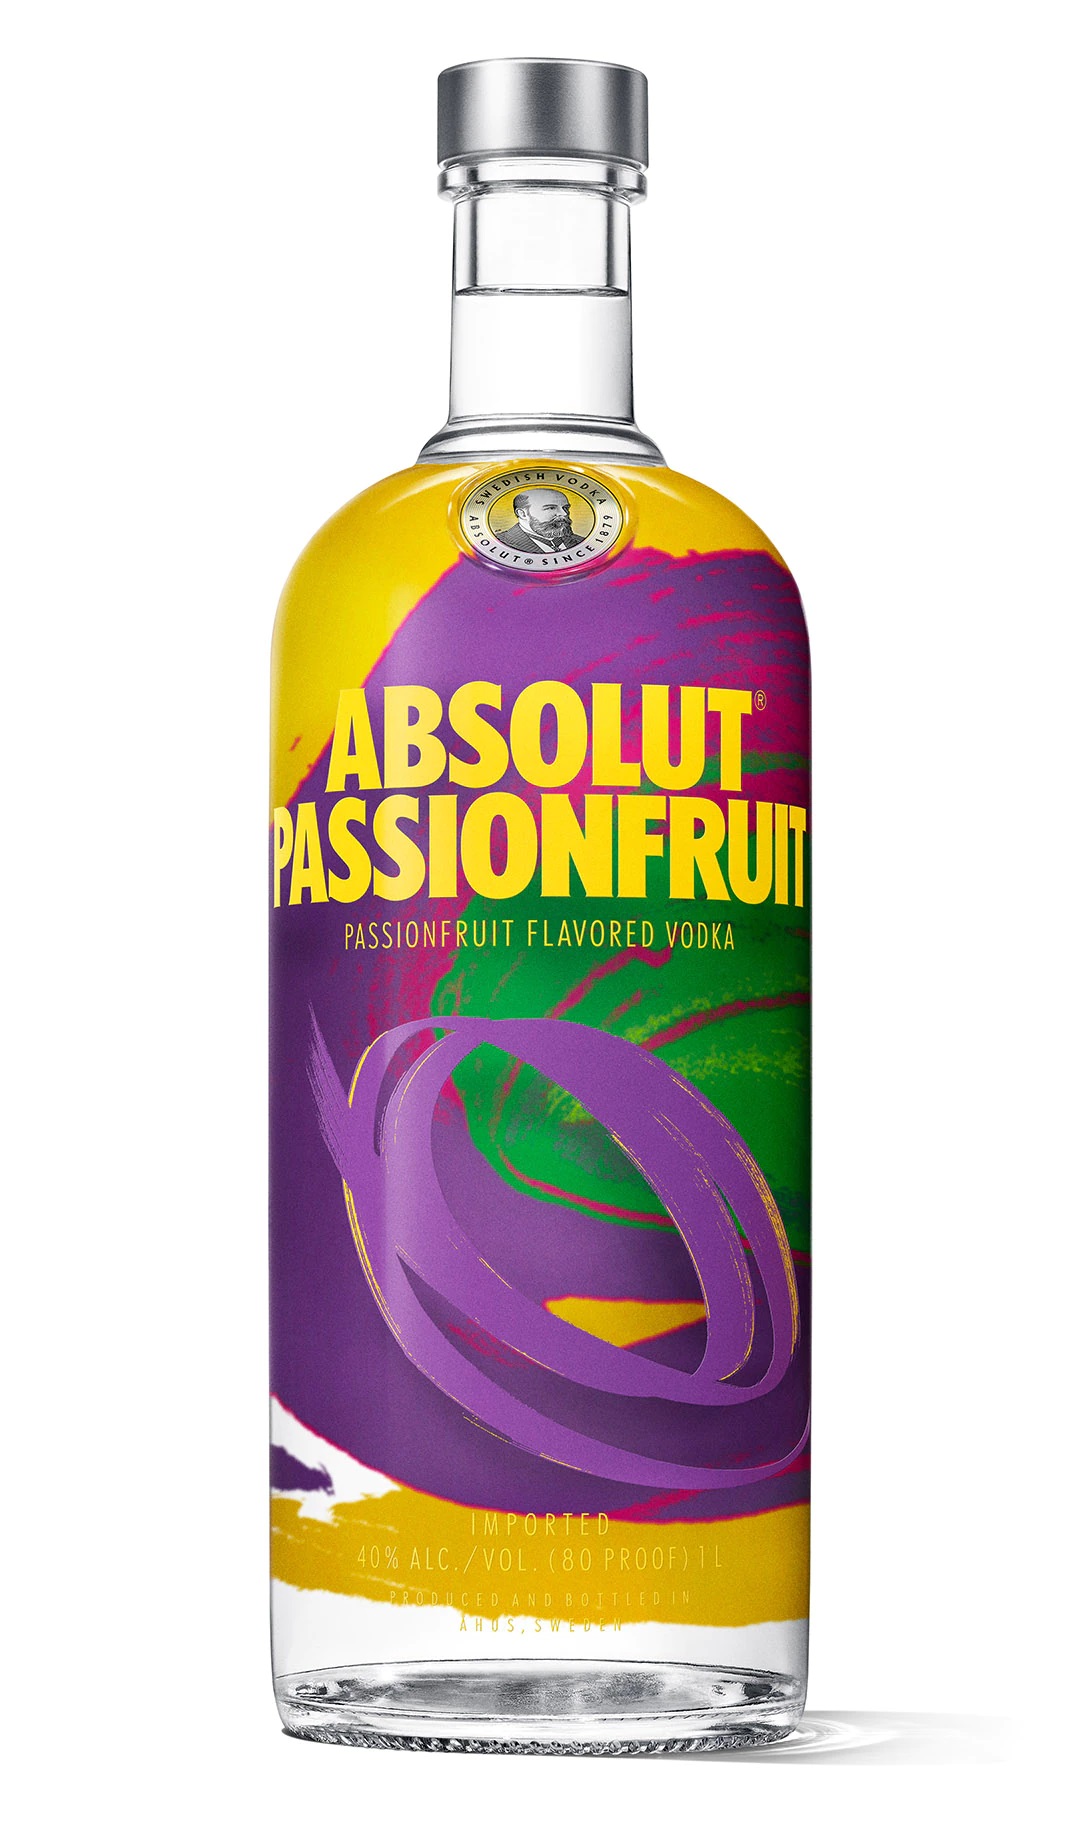 SWEDISH VODKA
ABSOLUT® SINCE 1879
ABSOLUT®
PASSIONFRUIT
PASSIONFRUIT FLAVORED VODKA
IMPORTED
40% ALC./VOL. (80 PROOF) 1 L
PRODUCED AND BOTTLED IN
ÅHUS, SWEDEN